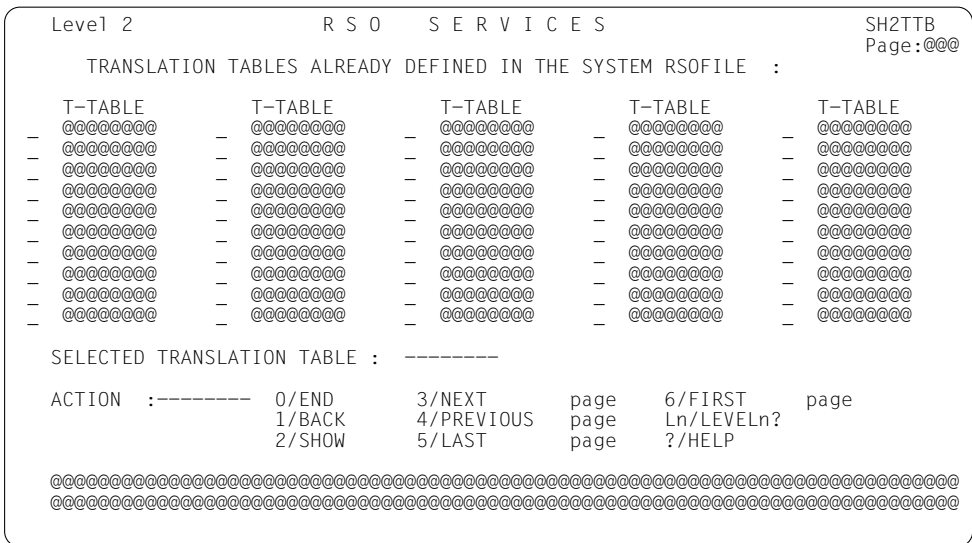 Level 2 R S O S E R V I C E S SH2TTB
Page:@@@
TRANSLATION TABLES ALREADY DEFINED IN THE SYSTEM RSOFILE :
T-TABLE T-TABLE T-TABLE T-TABLE T-TABLE
_ @@@@@@@@ _ @@@@@@@@ _ @@@@@@@@ _ @@@@@@@@ _ @@@@@@@@
_ @@@@@@@@ _ @@@@@@@@ _ @@@@@@@@ _ @@@@@@@@ _ @@@@@@@@
_ @@@@@@@@ _ @@@@@@@@ _ @@@@@@@@ _ @@@@@@@@ _ @@@@@@@@
_ @@@@@@@@ _ @@@@@@@@ _ @@@@@@@@ _ @@@@@@@@ _ @@@@@@@@
_ @@@@@@@@ _ @@@@@@@@ _ @@@@@@@@ _ @@@@@@@@ _ @@@@@@@@
_ @@@@@@@@ _ @@@@@@@@ _ @@@@@@@@ _ @@@@@@@@ _ @@@@@@@@
_ @@@@@@@@ _ @@@@@@@@ _ @@@@@@@@ _ @@@@@@@@ _ @@@@@@@@
_ @@@@@@@@ _ @@@@@@@@ _ @@@@@@@@ _ @@@@@@@@ _ @@@@@@@@
_ @@@@@@@@ _ @@@@@@@@ _ @@@@@@@@ _ @@@@@@@@ _ @@@@@@@@
_ @@@@@@@@ _ @@@@@@@@ _ @@@@@@@@ _ @@@@@@@@ _ @@@@@@@@
SELECTED TRANSLATION TABLE : --------
ACTION :-------- 0/END 3/NEXT page 6/FIRST page
1/BACK 4/PREVIOUS page Ln/LEVELn?
2/SHOW 5/LAST page ?/HELP
@@@@@@@@@@@@@@@@@@@@@@@@@@@@@@@@@@@@@@@@@@@@@@@@@@@@@@@@@@@@@@@@@@@@@@@@@@@@@
@@@@@@@@@@@@@@@@@@@@@@@@@@@@@@@@@@@@@@@@@@@@@@@@@@@@@@@@@@@@@@@@@@@@@@@@@@@@@